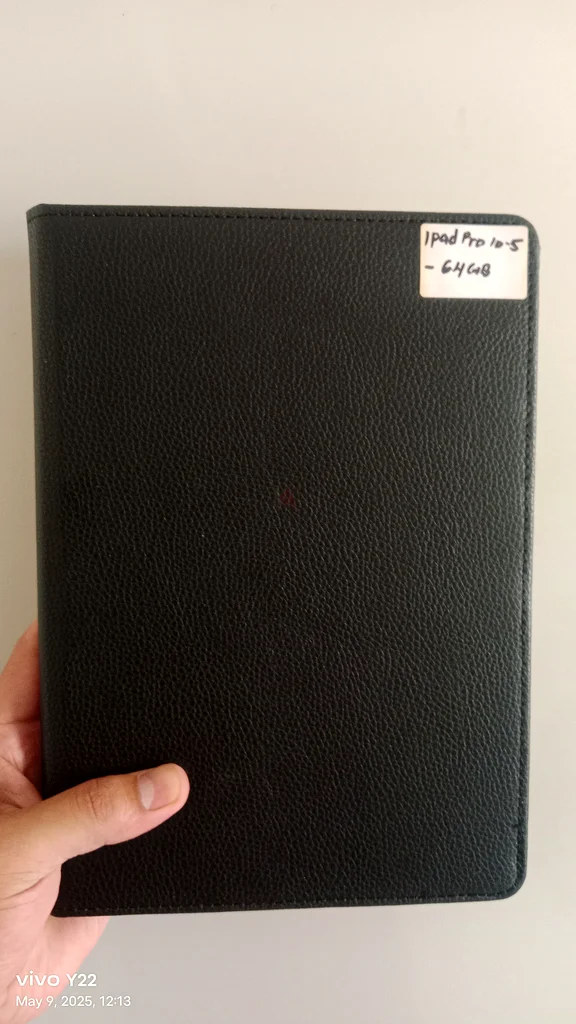 Ipad Pro 10-5
- 64GB
vivo Y22
May 9, 2025, 12:13